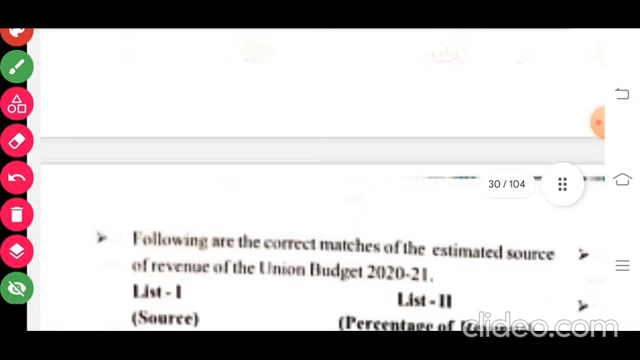 30 / 104
➢ Following are the correct matches of the estimated source ➢
of revenue of the Union Budget 2020-21.
List - I List - II ➢
(Source) (Percentage of
clideo.com